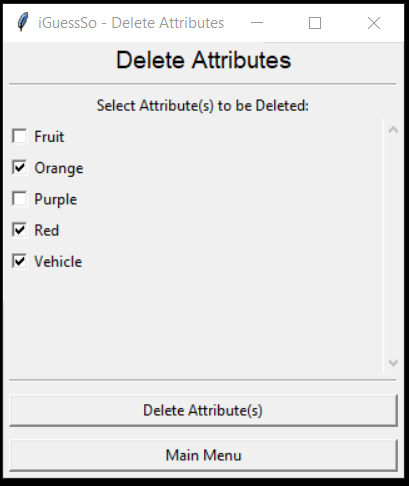 iGuessSo - Delete Attributes
Delete Attributes
Select Attribute(s) to be Deleted:
Fruit
Orange
Purple
Red
Vehicle
Delete Attribute(s)
Main Menu